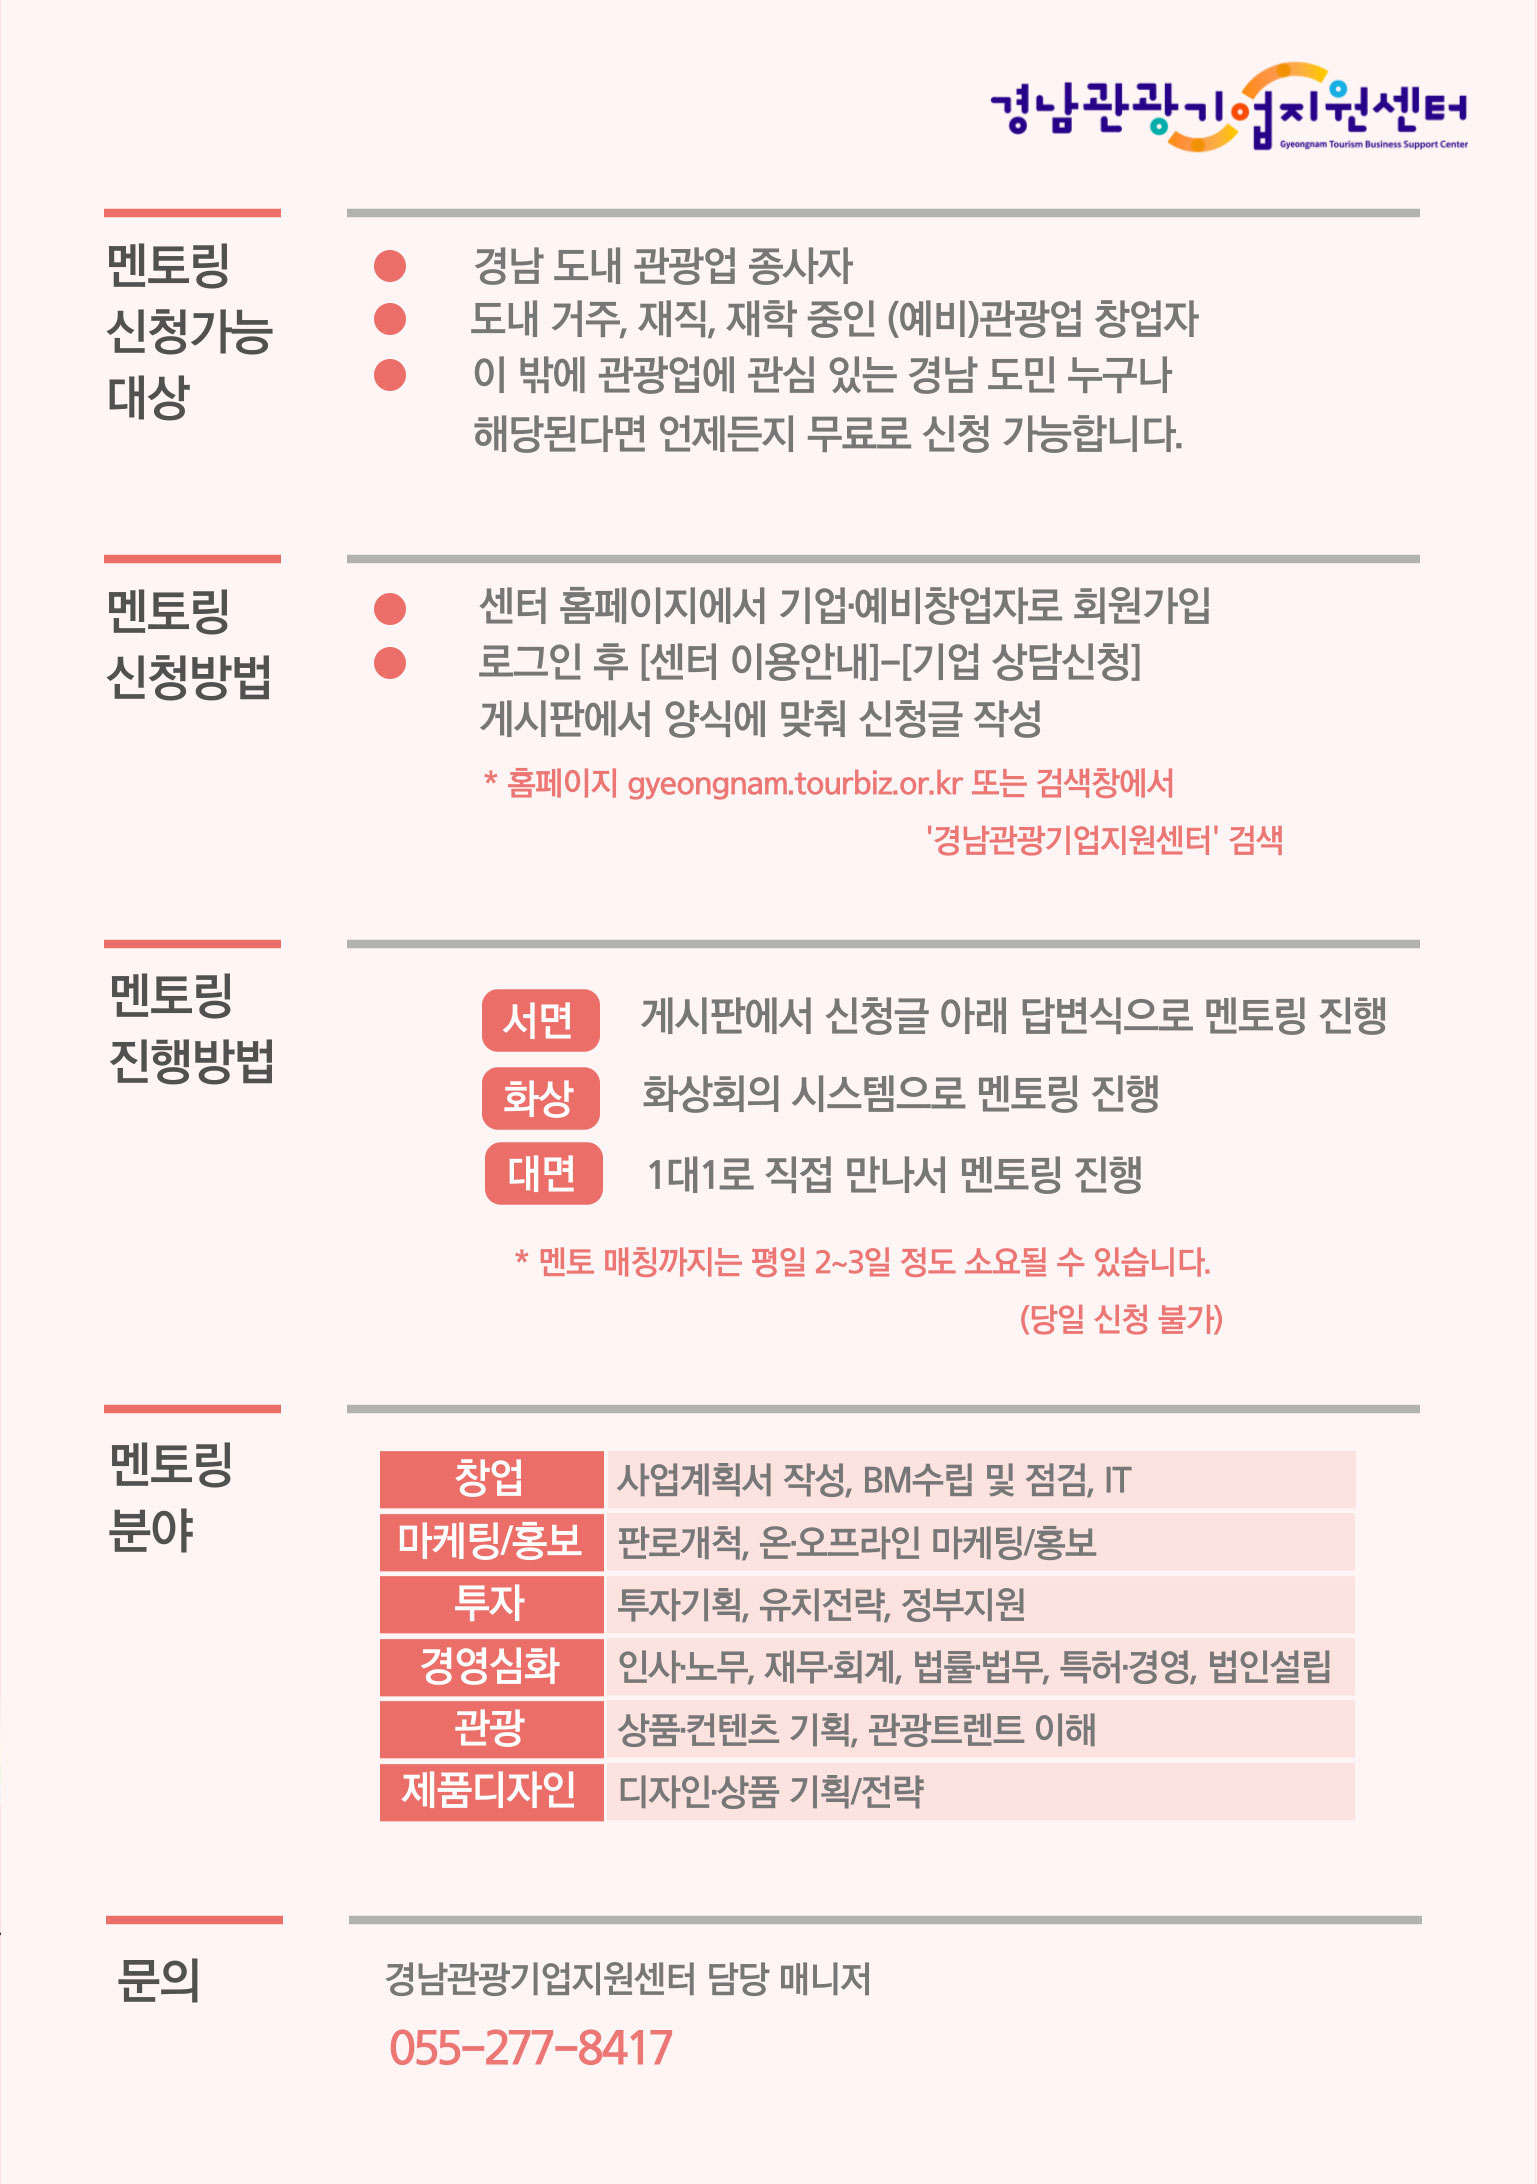 경남관광기업지원센터
Gyeongnam Tourism Business Support Center
멘토링
신청가능
대상
경남 도내 관광업 종사자
도내 거주, 재직, 재학 중인 (예비)관광업 창업자
이 밖에 관광업에 관심 있는 경남 도민 누구나
해당된다면 언제든지 무료로 신청 가능합니다.
멘토링
신청방법
센터 홈페이지에서 기업·예비창업자로 회원가입
로그인 후 [센터 이용안내]-[기업 상담신청]
게시판에서 양식에 맞춰 신청글 작성
* 홈페이지 gyeongnam.tourbiz.or.kr 또는 검색창에서
'경남관광기업지원센터' 검색
멘토링
진행방법
서면 게시판에서 신청글 아래 답변식으로 멘토링 진행
화상 화상회의 시스템으로 멘토링 진행
대면 1대1로 직접 만나서 멘토링 진행
* 멘토 매칭까지는 평일 2~3일 정도 소요될 수 있습니다.
(당일 신청 불가)
멘토링
분야
창업 사업계획서 작성, BM수립 및 점검, IT
마케팅/홍보 판로개척, 온·오프라인 마케팅/홍보
투자 투자기획, 유치전략, 정부지원
경영심화 인사·노무, 재무·회계, 법률·법무, 특허·경영, 법인설립
관광 상품·컨텐츠 기획, 관광트렌트 이해
제품디자인 디자인·상품 기획/전략
문의
경남관광기업지원센터 담당 매니저
055-277-8417